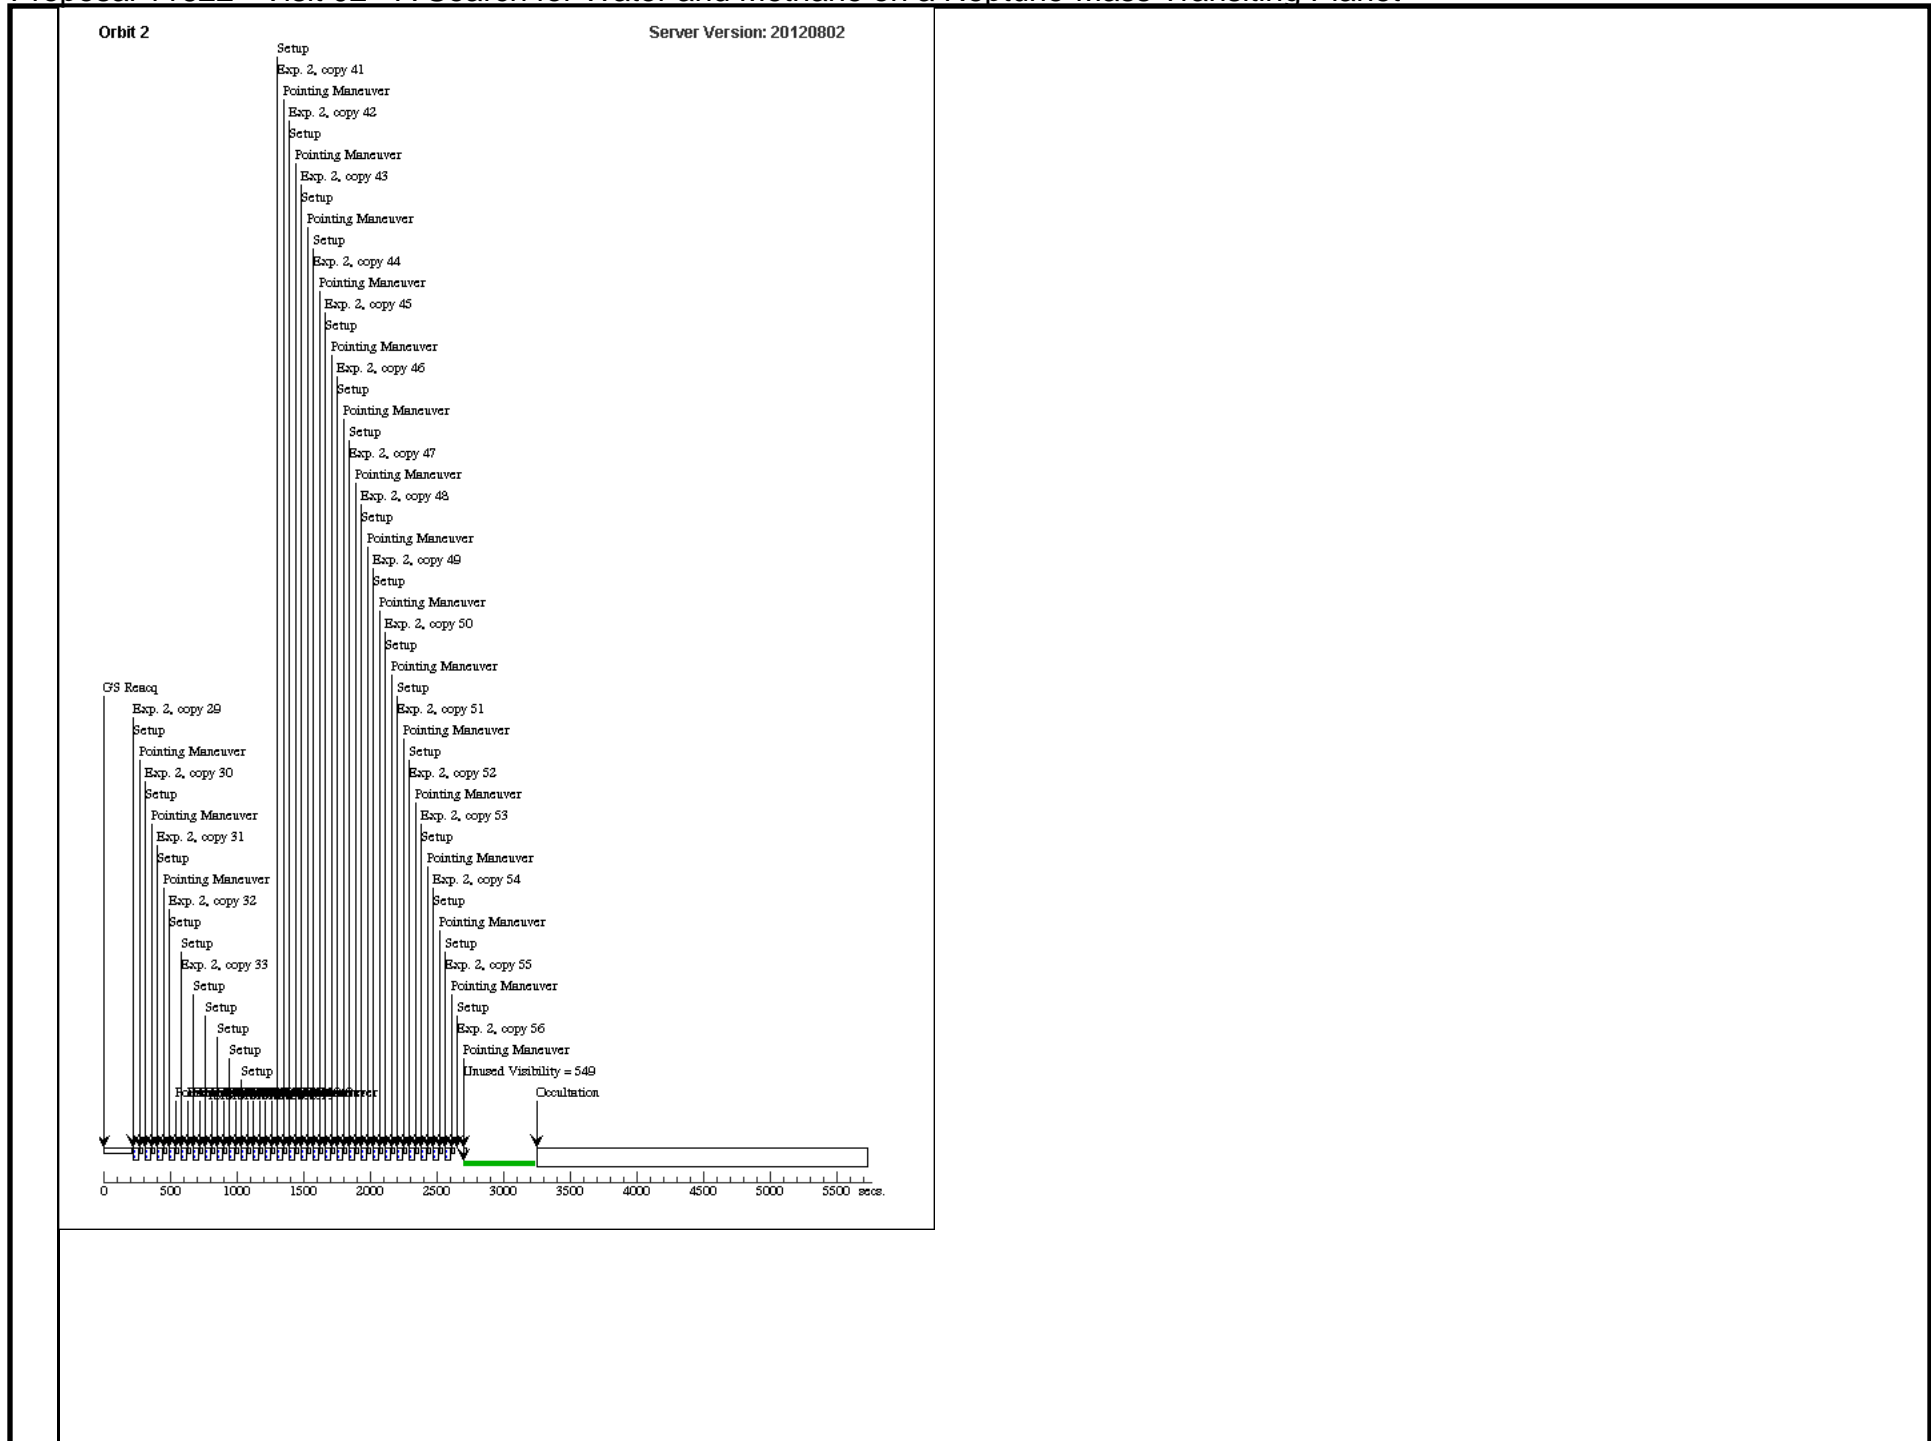 Orbit 2
Server Version: 20120802
Setup
Exp. 2, copy 41
Pointing Maneuver
Exp. 2, copy 42
Setup
Pointing Maneuver
Exp. 2, copy 43
Setup
Pointing Maneuver
Setup
Exp. 2, copy 44
Pointing Maneuver
Exp. 2, copy 45
Setup
Pointing Maneuver
Exp. 2, copy 46
Setup
Pointing Maneuver
Setup
Exp. 2, copy 47
Pointing Maneuver
Exp. 2, copy 48
Setup
Pointing Maneuver
Exp. 2, copy 49
Setup
Pointing Maneuver
Exp. 2, copy 50
Setup
Pointing Maneuver
GS Reacq
Setup
Exp. 2, copy 29
Exp. 2, copy 51
Setup
Pointing Maneuver
Pointing Maneuver
Setup
Exp. 2, copy 30
Exp. 2, copy 52
Setup
Pointing Maneuver
Pointing Maneuver
Exp. 2, copy 53
Exp. 2, copy 31
Setup
Setup
Pointing Maneuver
Pointing Maneuver
Exp. 2, copy 54
Exp. 2, copy 32
Setup
Setup
Pointing Maneuver
Setup
Setup
Exp. 2, copy 33
Exp. 2, copy 55
Setup
Pointing Maneuver
Setup
Setup
Setup
Exp. 2, copy 56
Setup
Pointing Maneuver
Setup
Unused Visibility = 549
Occultation
0 500 1000 1500 2000 2500 3000 3500 4000 4500 5000 5500 secs.